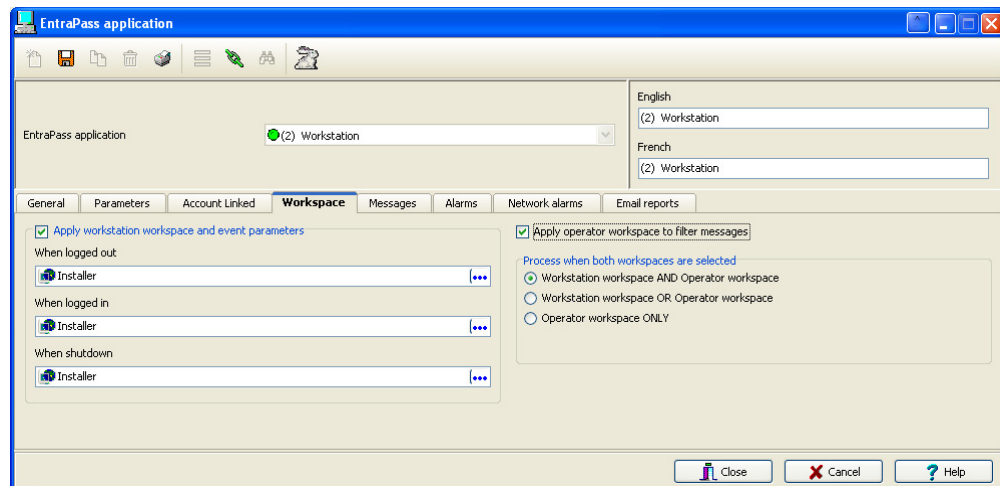 EntraPass application
English
(2) Workstation
EntraPass application
(2) Workstation
French
(2) Workstation
General Parameters Account Linked Workspace Messages Alarms Network alarms Email reports
Apply workstation workspace and event parameters
When logged out
Installer
When logged in
Installer
When shutdown
Installer
Apply operator workspace to filter messages
Process when both workspaces are selected
Workstation workspace AND Operator workspace
Workstation workspace OR Operator workspace
Operator workspace ONLY
Close Cancel Help